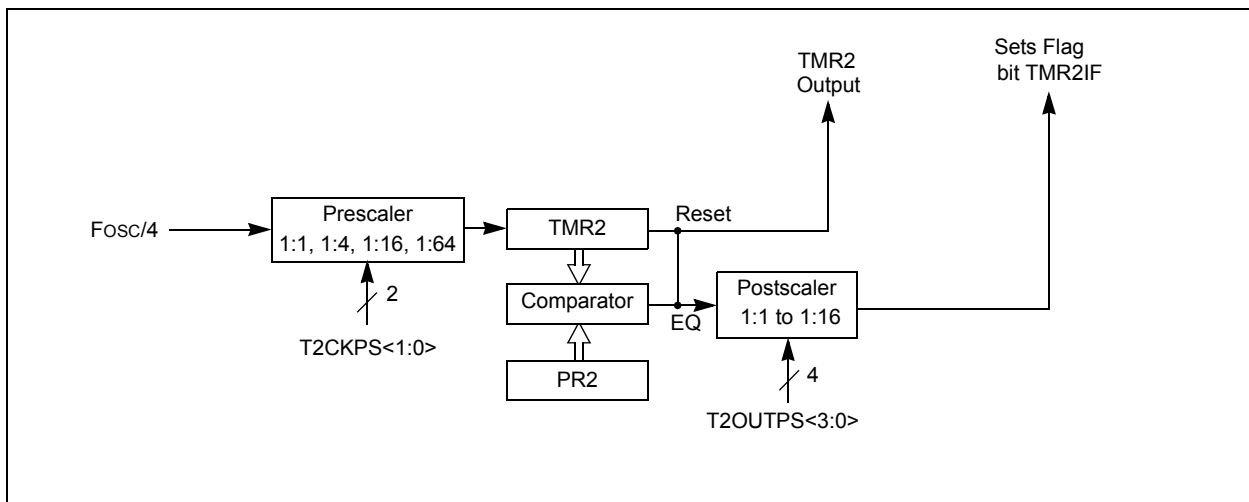 TMR2
Output
Sets Flag
bit TMR2IF
FOSC/4
Prescaler
1:1, 1:4, 1:16, 1:64
2
T2CKPS<1:0>
TMR2
Reset
Comparator
EQ
PR2
Postscaler
1:1 to 1:16
4
T2OUTPS<3:0>